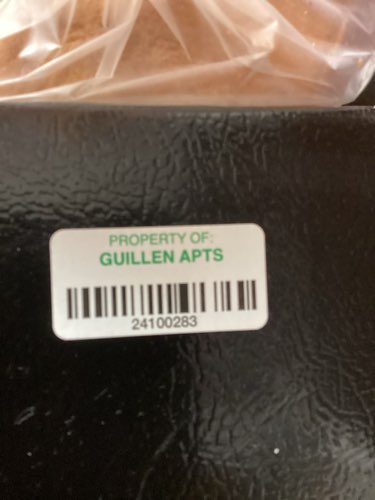 PROPERTY OF:
GUILLEN APTS
24100283